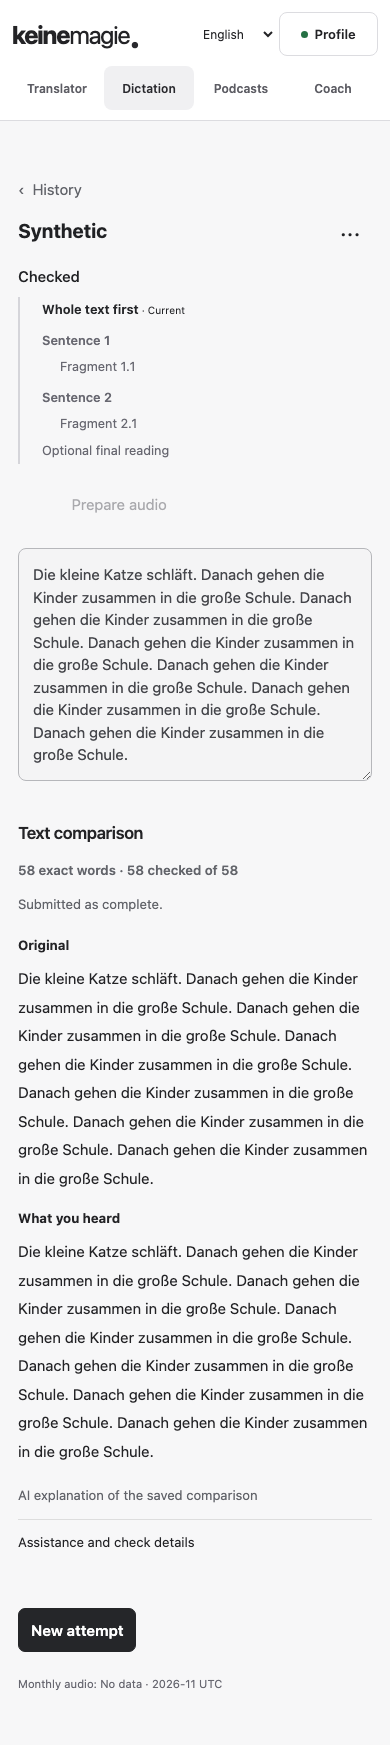 keinemagie.
English
Profile
Translator Dictation Podcasts Coach
‹ History
Synthetic ...
Checked
Whole text first · Current
Sentence 1
Fragment 1.1
Sentence 2
Fragment 2.1
Optional final reading
Prepare audio
Die kleine Katze schläft. Danach gehen die
Kinder zusammen in die große Schule. Danach
gehen die Kinder zusammen in die große
Schule. Danach gehen die Kinder zusammen in
die große Schule. Danach gehen die Kinder
zusammen in die große Schule. Danach gehen
die Kinder zusammen in die große Schule.
Danach gehen die Kinder zusammen in die
große Schule.
Text comparison
58 exact words · 58 checked of 58
Submitted as complete.
Original
Die kleine Katze schläft. Danach gehen die Kinder
zusammen in die große Schule. Danach gehen die
Kinder zusammen in die große Schule. Danach
gehen die Kinder zusammen in die große Schule.
Danach gehen die Kinder zusammen in die große
Schule. Danach gehen die Kinder zusammen in die
große Schule. Danach gehen die Kinder zusammen
in die große Schule.
What you heard
Die kleine Katze schläft. Danach gehen die Kinder
zusammen in die große Schule. Danach gehen die
Kinder zusammen in die große Schule. Danach
gehen die Kinder zusammen in die große Schule.
Danach gehen die Kinder zusammen in die große
Schule. Danach gehen die Kinder zusammen in die
große Schule. Danach gehen die Kinder zusammen
in die große Schule.
AI explanation of the saved comparison
Assistance and check details
New attempt
Monthly audio: No data · 2026-11 UTC